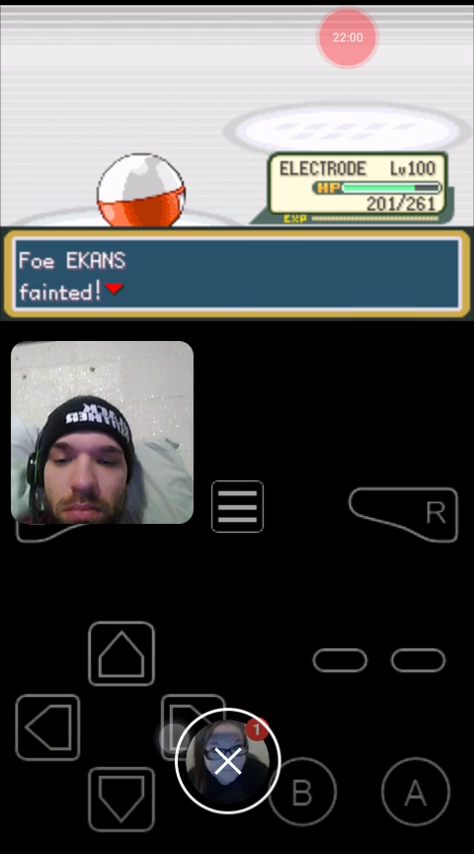 22:00
ELECTRODE Lv100
HP
201/261
EXP
Foe EKANS
fainted!
R
1
B
A